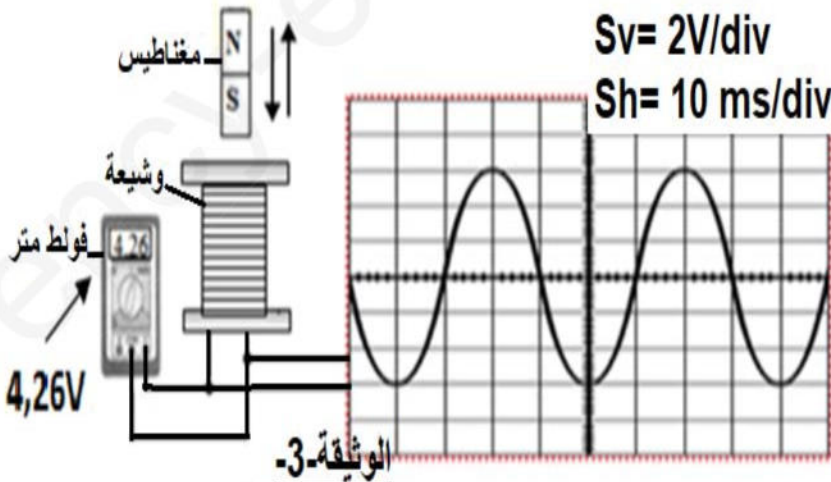 Sv= 2V/div
Sh= 10 ms/div
مغناطيس
N
S
وشيعة
فولط متر
4.26
4,26V
الوثيقة-3-